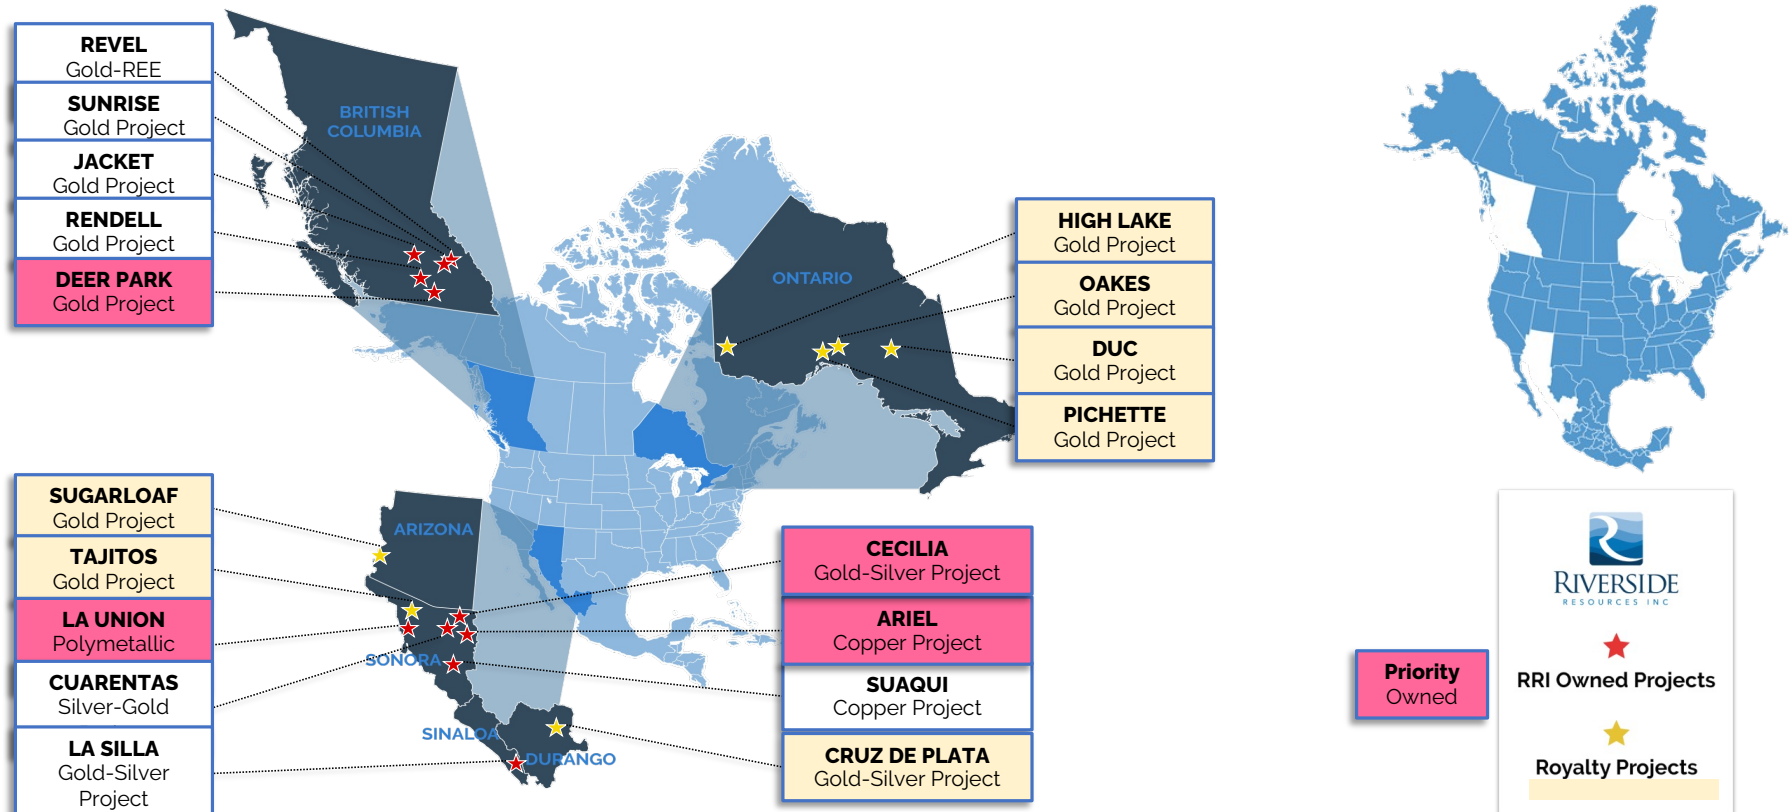 REVEL
Gold-REE
SUNRISE
Gold Project
JACKET
Gold Project
RENDELL
Gold Project
DEER PARK
Gold Project
BRITISH
COLUMBIA
ONTARIO
HIGH LAKE
Gold Project
OAKES
Gold Project
DUC
Gold Project
PICHETTE
Gold Project
SUGARLOAF
Gold Project
TAJITOS
Gold Project
LA UNION
Polymetallic
CUARENTAS
Silver-Gold
LA SILLA
Gold-Silver
Project
ARIZONA
SONORA
SINALOA
DURANGO
CECILIA
Gold-Silver Project
ARIEL
Copper Project
SUAQUI
Copper Project
CRUZ DE PLATA
Gold-Silver Project
Priority
Owned
RIVERSIDE
RESOURCES INC
RRI Owned Projects
Royalty Projects